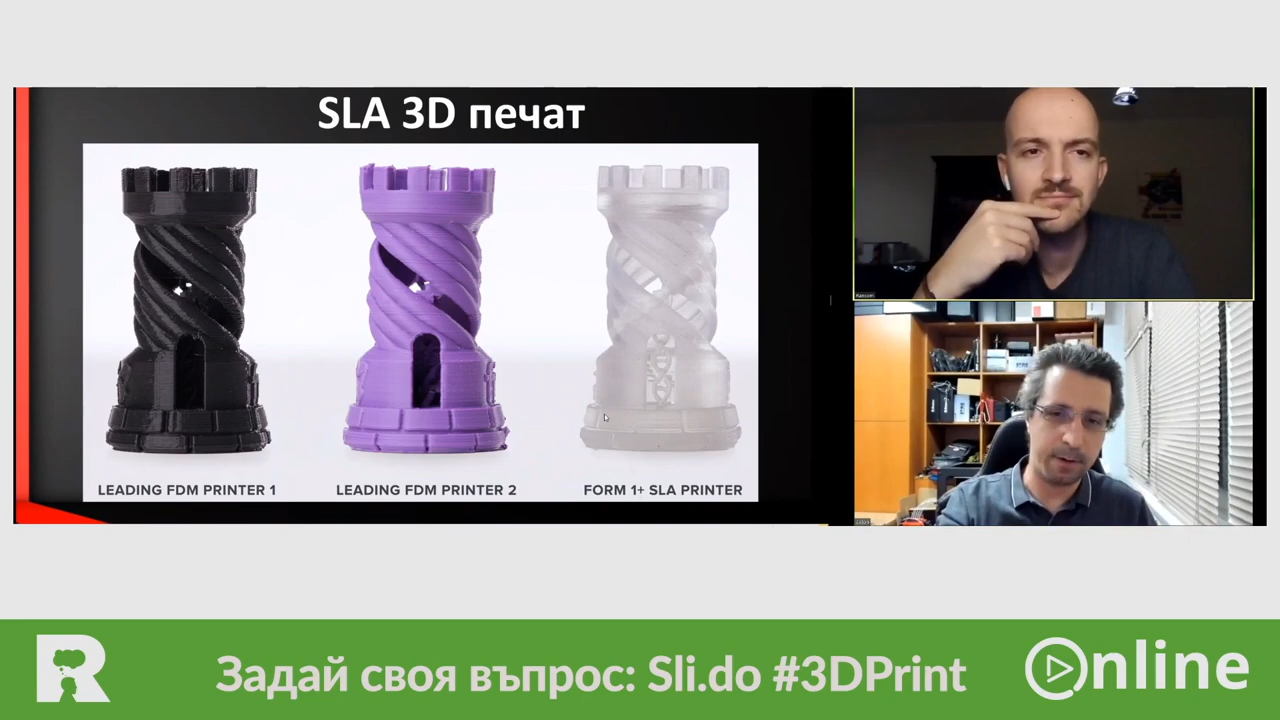 SLA 3D печат
LEADING FDM PRINTER 1
LEADING FDM PRINTER 2
FORM 1+ SLA PRINTER
Задай своя въпрос: Sli.do #3DPrint
Online
R